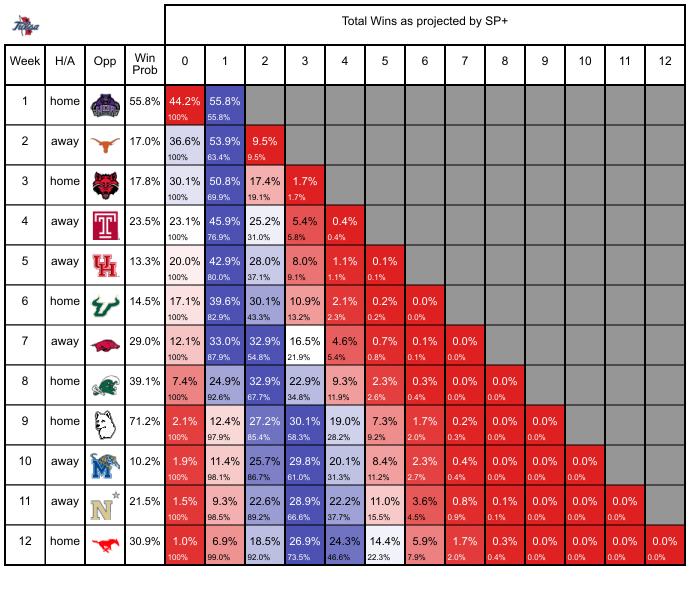 Tulsa
Total Wins as projected by SP+
Week H/A Opp Win Prob 0 1 2 3 4 5 6 7 8 9 10 11 12
1 home 55.8% 44.2% 55.8%
100% 55.8%
2 away 17.0% 36.6% 53.9% 9.5%
100% 63.4% 9.5%
3 home 17.8% 30.1% 50.8% 17.4% 1.7%
100% 69.9% 19.1% 1.7%
4 away T 23.5% 23.1% 45.9% 25.2% 5.4% 0.4%
100% 76.9% 31.0% 5.8% 0.4%
5 away UH 13.3% 20.0% 42.9% 28.0% 8.0% 1.1% 0.1%
100% 80.0% 37.1% 9.1% 1.1% 0.1%
6 home 14.5% 17.1% 39.6% 30.1% 10.9% 2.1% 0.2% 0.0%
100% 82.9% 43.3% 13.2% 2.3% 0.2% 0.0%
7 away 29.0% 12.1% 33.0% 32.9% 16.5% 4.6% 0.7% 0.1% 0.0%
100% 87.9% 54.8% 21.9% 5.4% 0.8% 0.1% 0.0%
8 home 39.1% 7.4% 24.9% 32.9% 22.9% 9.3% 2.3% 0.3% 0.0% 0.0%
100% 92.6% 67.7% 34.8% 11.9% 2.6% 0.4% 0.0% 0.0%
9 home 71.2% 2.1% 12.4% 27.2% 30.1% 19.0% 7.3% 1.7% 0.2% 0.0% 0.0%
100% 97.9% 85.4% 58.3% 28.2% 9.2% 2.0% 0.3% 0.0% 0.0%
10 away M 10.2% 1.9% 11.4% 25.7% 29.8% 20.1% 8.4% 2.3% 0.4% 0.0% 0.0% 0.0%
100% 98.1% 86.7% 61.0% 31.3% 11.2% 2.7% 0.4% 0.0% 0.0% 0.0%
11 away N 21.5% 1.5% 9.3% 22.6% 28.9% 22.2% 11.0% 3.6% 0.8% 0.1% 0.0% 0.0% 0.0%
100% 98.5% 89.2% 66.6% 37.7% 15.5% 4.5% 0.9% 0.1% 0.0% 0.0% 0.0%
12 home 30.9% 1.0% 6.9% 18.5% 26.9% 24.3% 14.4% 5.9% 1.7% 0.3% 0.0% 0.0% 0.0% 0.0%
100% 99.0% 92.0% 73.5% 46.6% 22.3% 7.9% 2.0% 0.4% 0.0% 0.0% 0.0% 0.0%